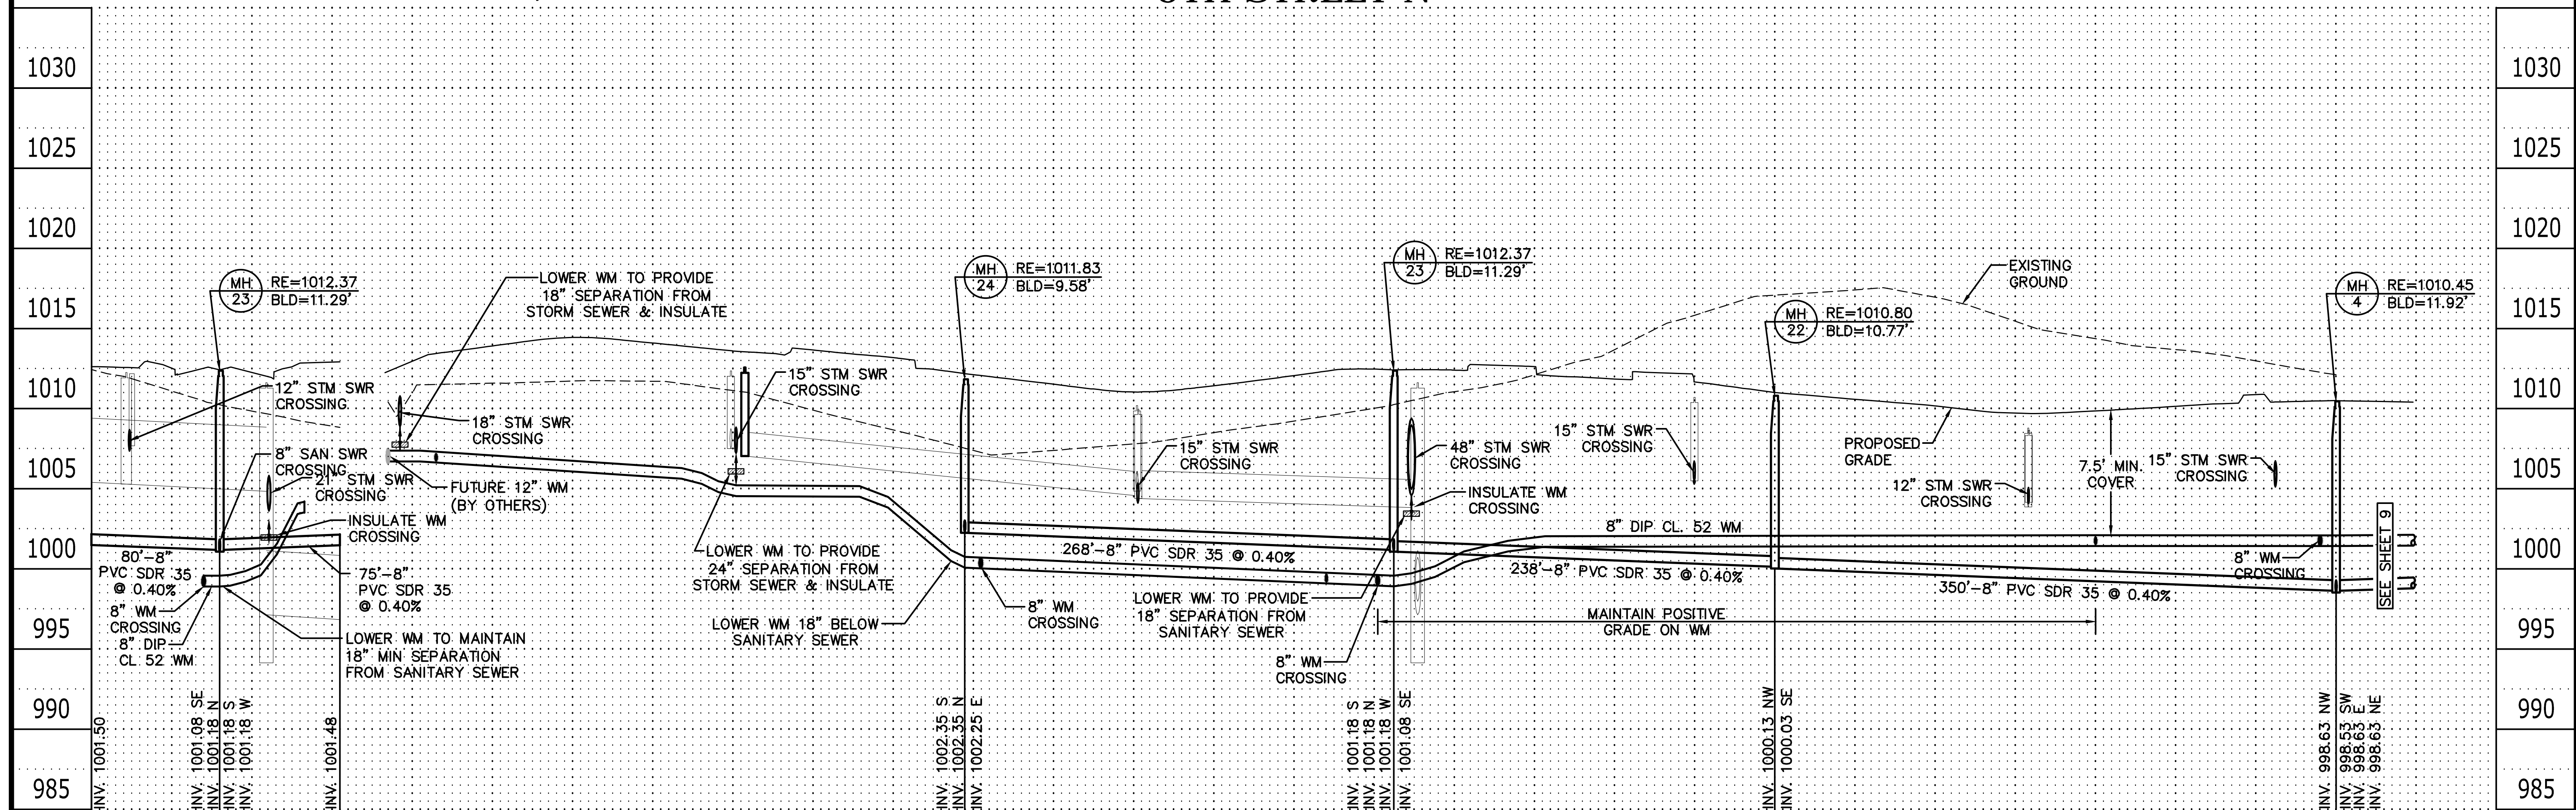 1030
1025
1020
1015
1010
1005
1000
995
990
985
MH
23
RE=1012.37
BLD=11.29'
12" STM SWR
CROSSING
8" SAN SWR
CROSSING
21" STM SWR
CROSSING
INSULATE WM
CROSSING
80'-8"
PVC SDR 35
@ 0.40%
75'-8"
PVC SDR 35
@ 0.40%
8" WM
CROSSING
8" DIP
CL 52 WM
LOWER WM TO MAINTAIN
18" MIN SEPARATION
FROM SANITARY SEWER
LOWER WM TO PROVIDE
18" SEPARATION FROM
STORM SEWER & INSULATE
18" STM SWR
CROSSING
FUTURE 12" WM
(BY OTHERS)
15" STM SWR
CROSSING
LOWER WM TO PROVIDE
24" SEPARATION FROM
STORM SEWER & INSULATE
LOWER WM 18" BELOW
SANITARY SEWER
MH
24
RE=1011.83
BLD=9.58'
8" WM
CROSSING
268'-8" PVC SDR 35 @ 0.40%
15" STM SWR
CROSSING
LOWER WM TO PROVIDE
18" SEPARATION FROM
SANITARY SEWER
8" WM
CROSSING
MH
23
RE=1012.37
BLD=11.29'
48" STM SWR
CROSSING
INSULATE WM
CROSSING
8" DIP CL. 52 WM
238'-8" PVC SDR 35 @ 0.40%
15" STM SWR
CROSSING
MAINTAIN POSITIVE
GRADE ON WM
MH
22
RE=1010.80
BLD=10.77'
EXISTING
GROUND
PROPOSED
GRADE
12" STM SWR
CROSSING
7.5' MIN.
COVER
15" STM SWR
CROSSING
350'-8" PVC SDR 35 @ 0.40%
8" WM
CROSSING
MH
4
RE=1010.45
BLD=11.92'
SEE SHEET 9
INV. 1001.50
INV. 1001.08 SE
INV. 1001.18 N
INV. 1001.18 S
INV. 1001.18 W
INV. 1001.48
INV. 1002.35 S
INV. 1002.35 N
INV. 1002.25 E
INV. 1001.18 S
INV. 1001.18 N
INV. 1001.18 W
INV. 1001.08 SE
INV. 1000.13 NW
INV. 1000.03 SE
INV. 998.63 NW
INV. 998.53 SW
INV. 998.63 E
INV. 998.63 NE
1030
1025
1020
1015
1010
1005
1000
995
990
985